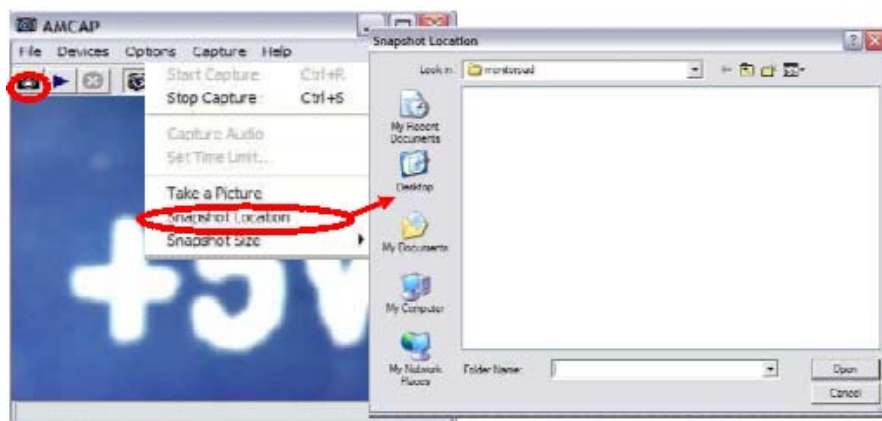 AMCAP
File Devices Options Capture Help
Start Capture Ctrl+R
Stop Capture Ctrl+S
Capture Audio
Set Time Limit...
Take a Picture
Snapshot Location
Snapshot Size
+5V
Snapshot Location
Look in:
My Recent
Documents
Desktop
My Documents
My Computer
My Network
Places
Folder Name:
Open
Cancel